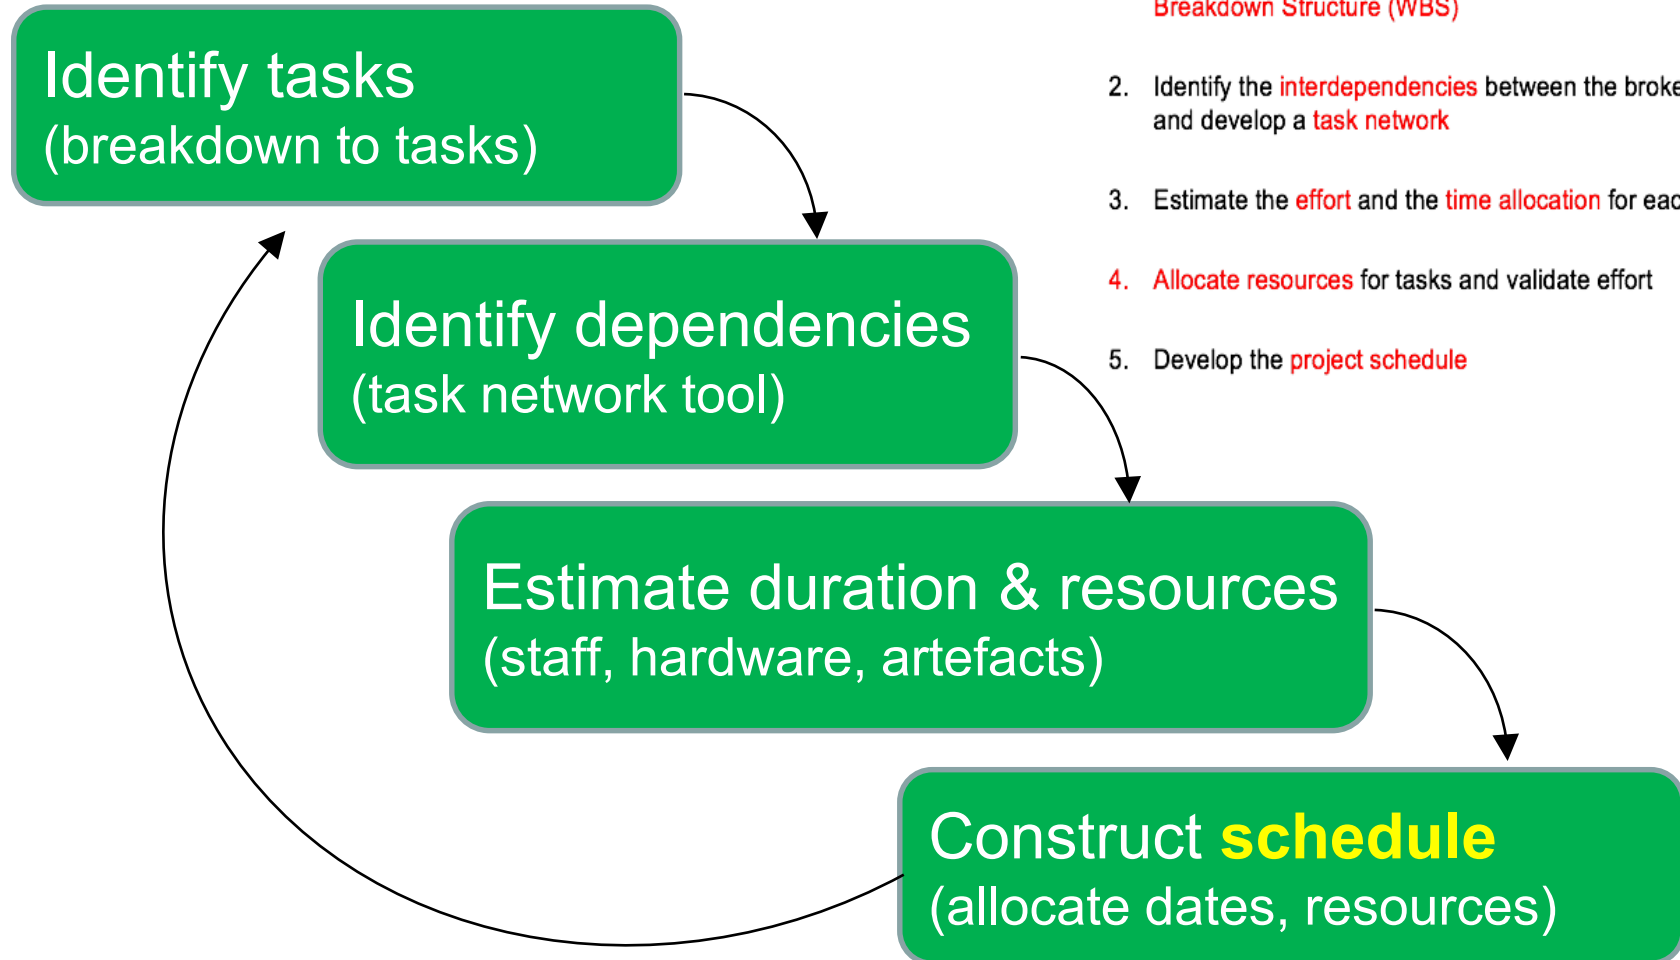 Identify tasks
(breakdown to tasks)
Identify dependencies
(task network tool)
Estimate duration & resources
(staff, hardware, artefacts)
Construct schedule
(allocate dates, resources)
Breakdown Structure (WBS)
2. Identify the interdependencies between the
and develop a task network
3. Estimate the effort and the time allocation for
4. Allocate resources for tasks and validate effort
5. Develop the project schedule